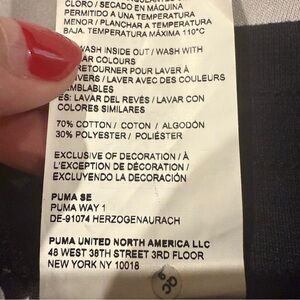 CLORO / SECADO EN MÁQUINA
PERMITIDO A UNA TEMPERATURA
MENOR / PLANCHAR A TEMPERATURA
BAJA. TEMPERATURA MÁXIMA 110°C
WASH INSIDE OUT / WASH WITH
AR COLOURS
RETOURNER POUR LAVER À
VERS / LAVER AVEC DES COULEURS
EMBLABLES
ES: LAVAR DEL REVÉS / LAVAR CON
COLORES SIMILARES
70% COTTON / COTON / ALGODÓN
30% POLYESTER / POLIÉSTER
EXCLUSIVE OF DECORATION / À
L'EXCEPTION DE DÉCORATION /
EXCLUYENDO LA DECORACIÓN
PUMA SE
PUMA WAY 1
DE-91074 HERZOGENAURACH
PUMA UNITED NORTH AMERICA LLC
48 WEST 38TH STREET 3RD FLOOR
NEW YORK NY 10018